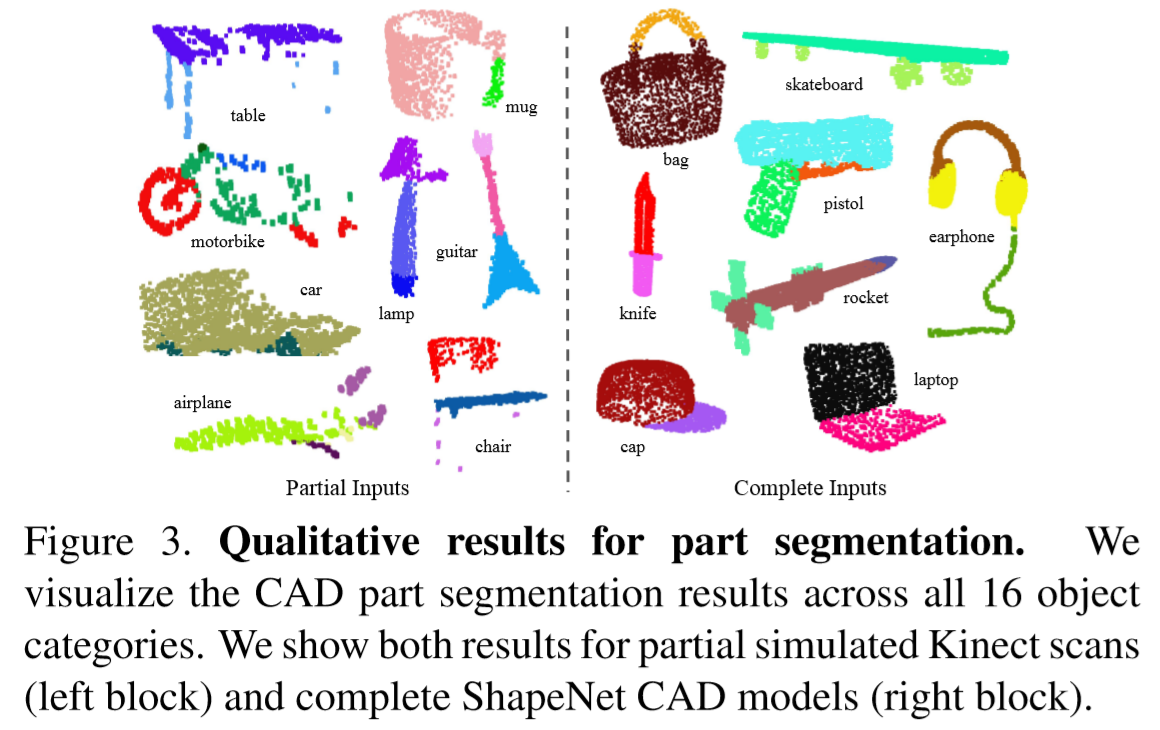 table
mug
motorbike
guitar
car
lamp
airplane
chair
Partial Inputs
bag
skateboard
pistol
earphone
knife
rocket
cap
laptop
Complete Inputs
Figure 3. Qualitative results for part segmentation. We
visualize the CAD part segmentation results across all 16 object
categories. We show both results for partial simulated Kinect scans
(left block) and complete ShapeNet CAD models (right block).